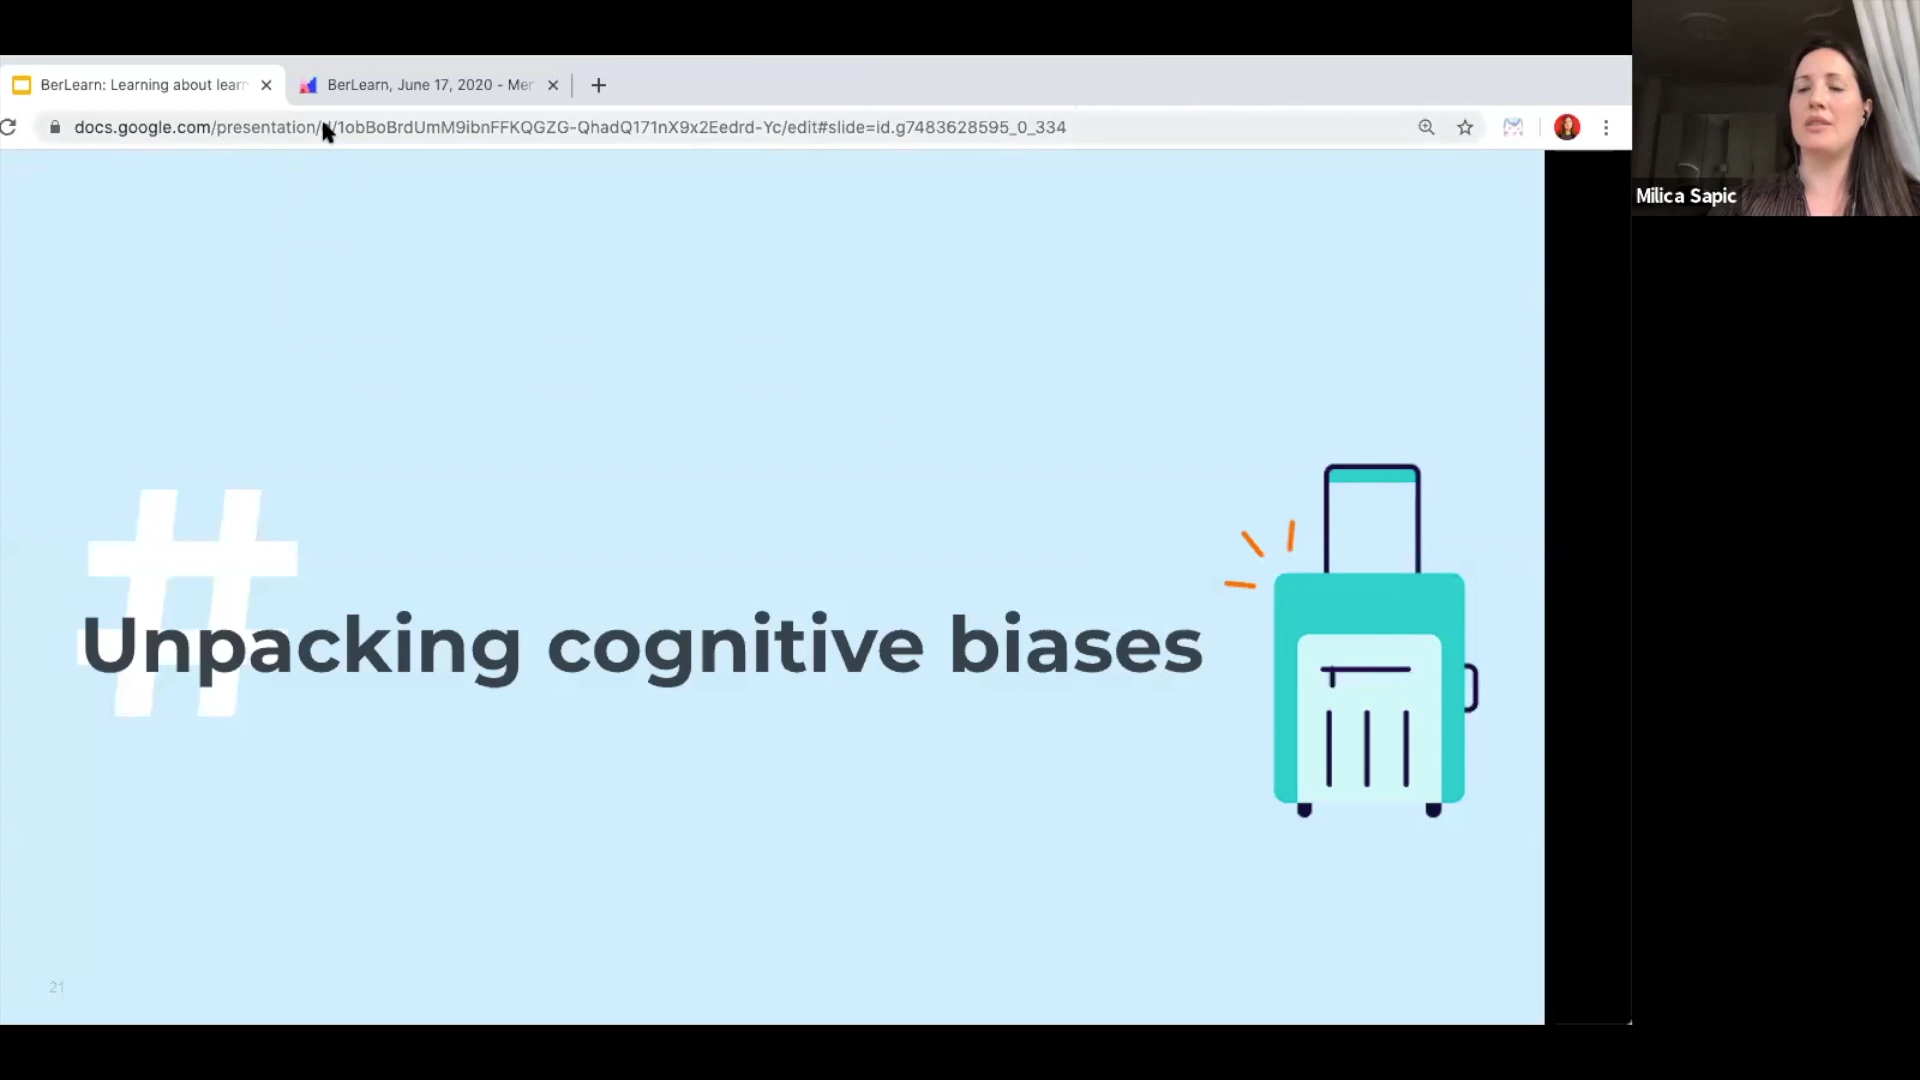 BerLearn: Learning about lear
BerLearn, June 17, 2020 - Mer
docs.google.com/presentation/d/1obBoBrdUmM9ibnFFKQGZG-QhadQ171nX9x2Eedrd-Yc/edit#slide=id.g7483628595_0_334
Milica Sapic
#
Unpacking cognitive biases
21